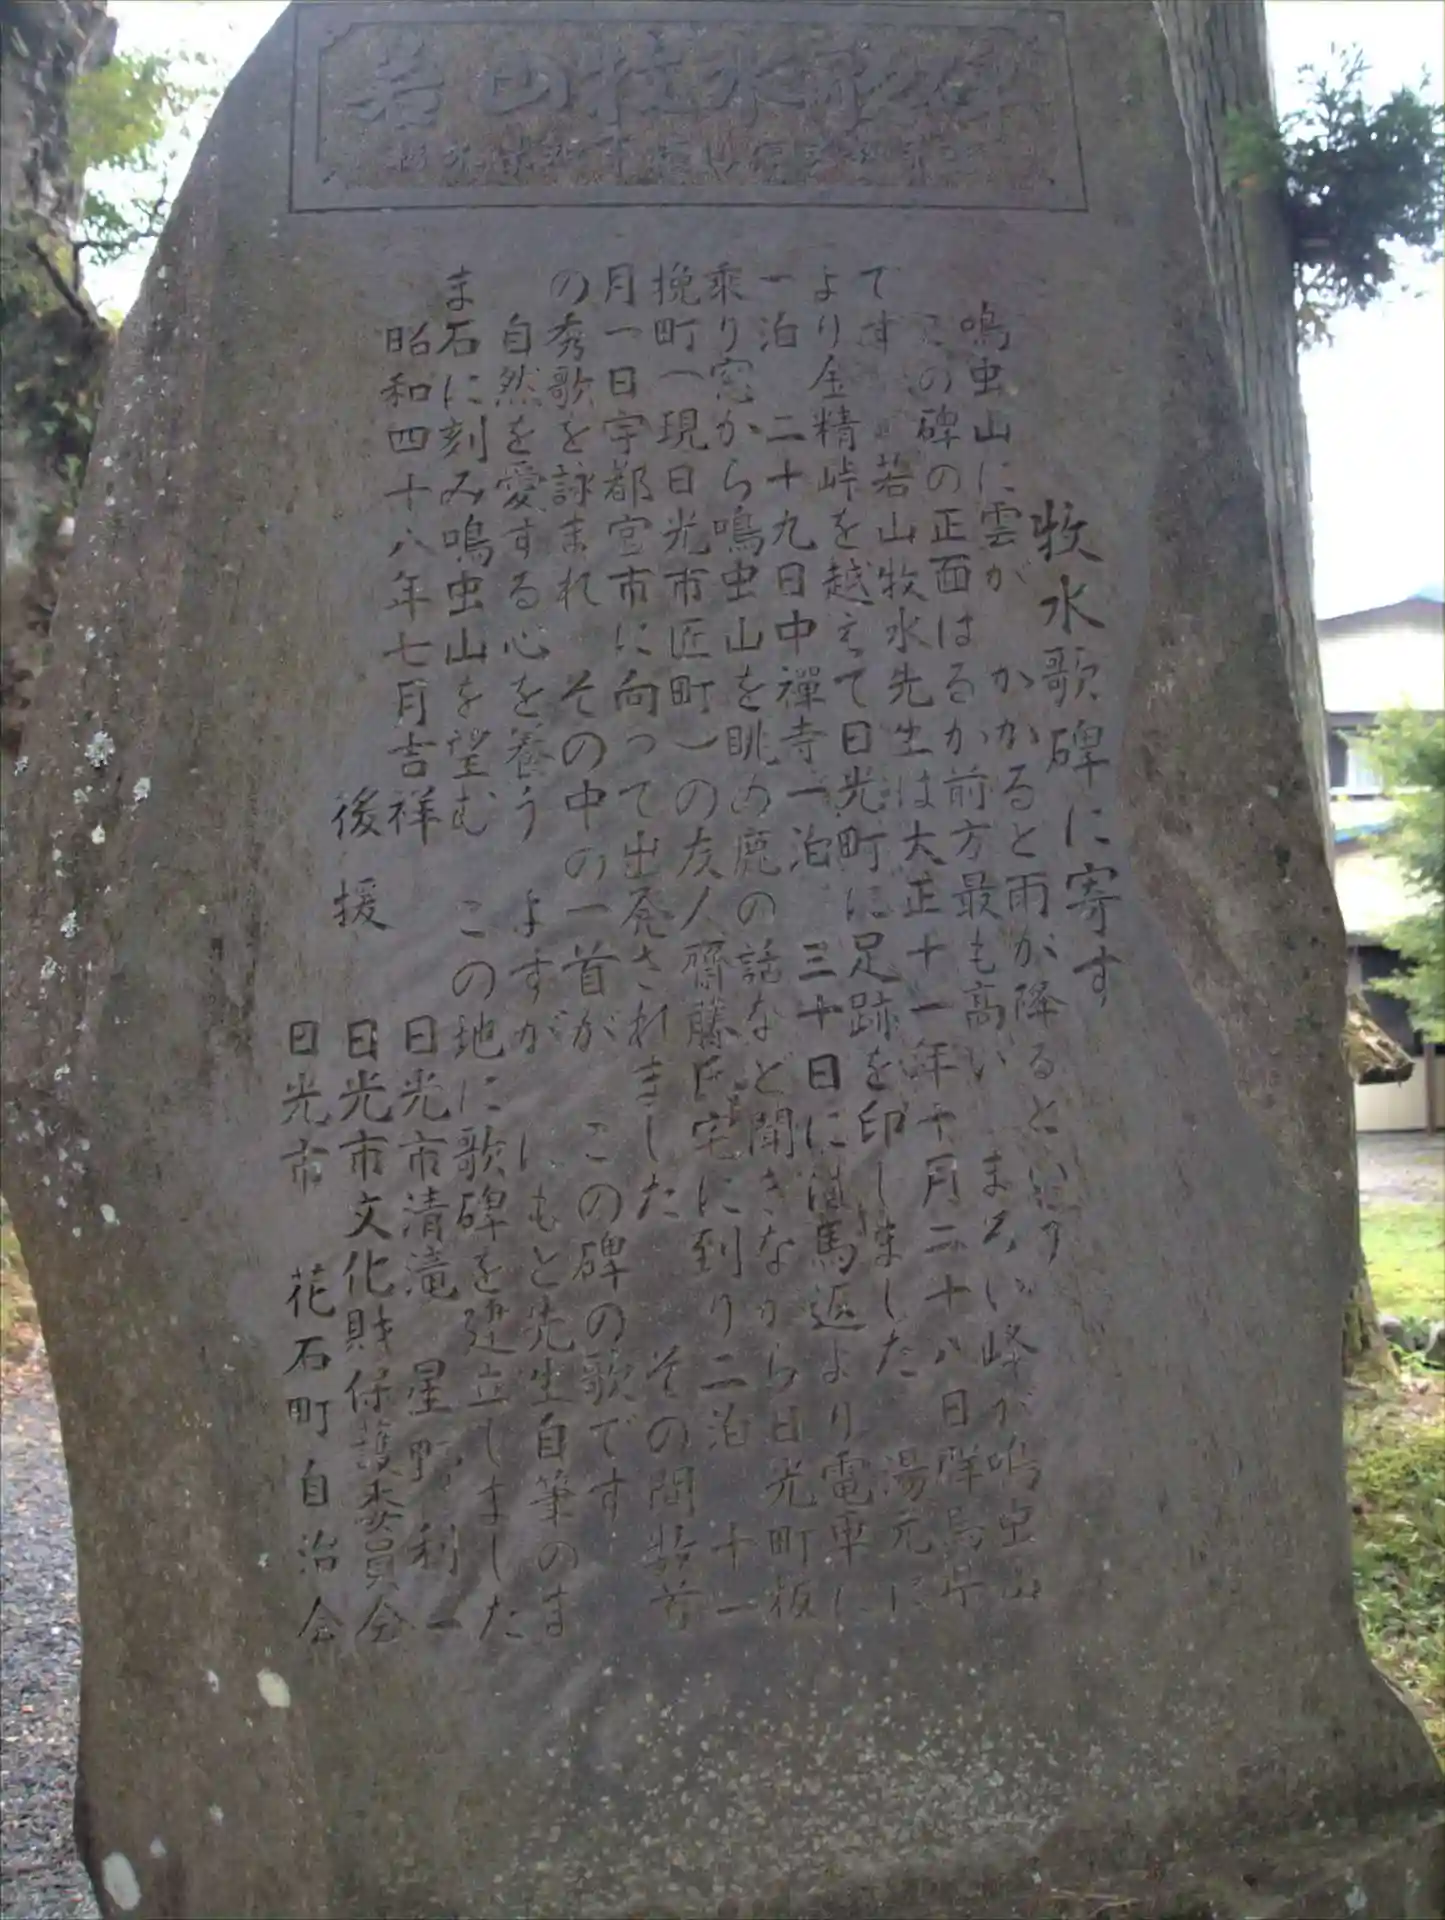 若山牧水歌碑
牧水歌碑に寄す
鳴虫山に雲が かかると雨が降るといいます
この碑の正面はるか前方最も高い まるい峰が鳴虫山
です 若山牧水先生は大正十一年十月二十八日群馬県
より金精峠を越えて日光町に足跡を印しました 湯元に
一泊 二十九日中禅寺一泊 三十日に馬返より電車に
乗り窓から鳴虫山を眺め鹿の話など聞きながら日光町板
挽町(現日光市匠町)の友人齋藤氏宅に到り二泊 十一
月一日宇都宮市に向って出発されました その間数首
の秀歌を詠まれ その中の一首が この碑の歌です
自然を愛する心を養う よすが にもと先生自筆のま
ま石に刻み鳴虫山を望む この地に歌碑を建立しました
昭和四十八年七月吉祥 日光市清滝 星野利一
後援 日光市文化財保護委員会
日光市 花石町自治会